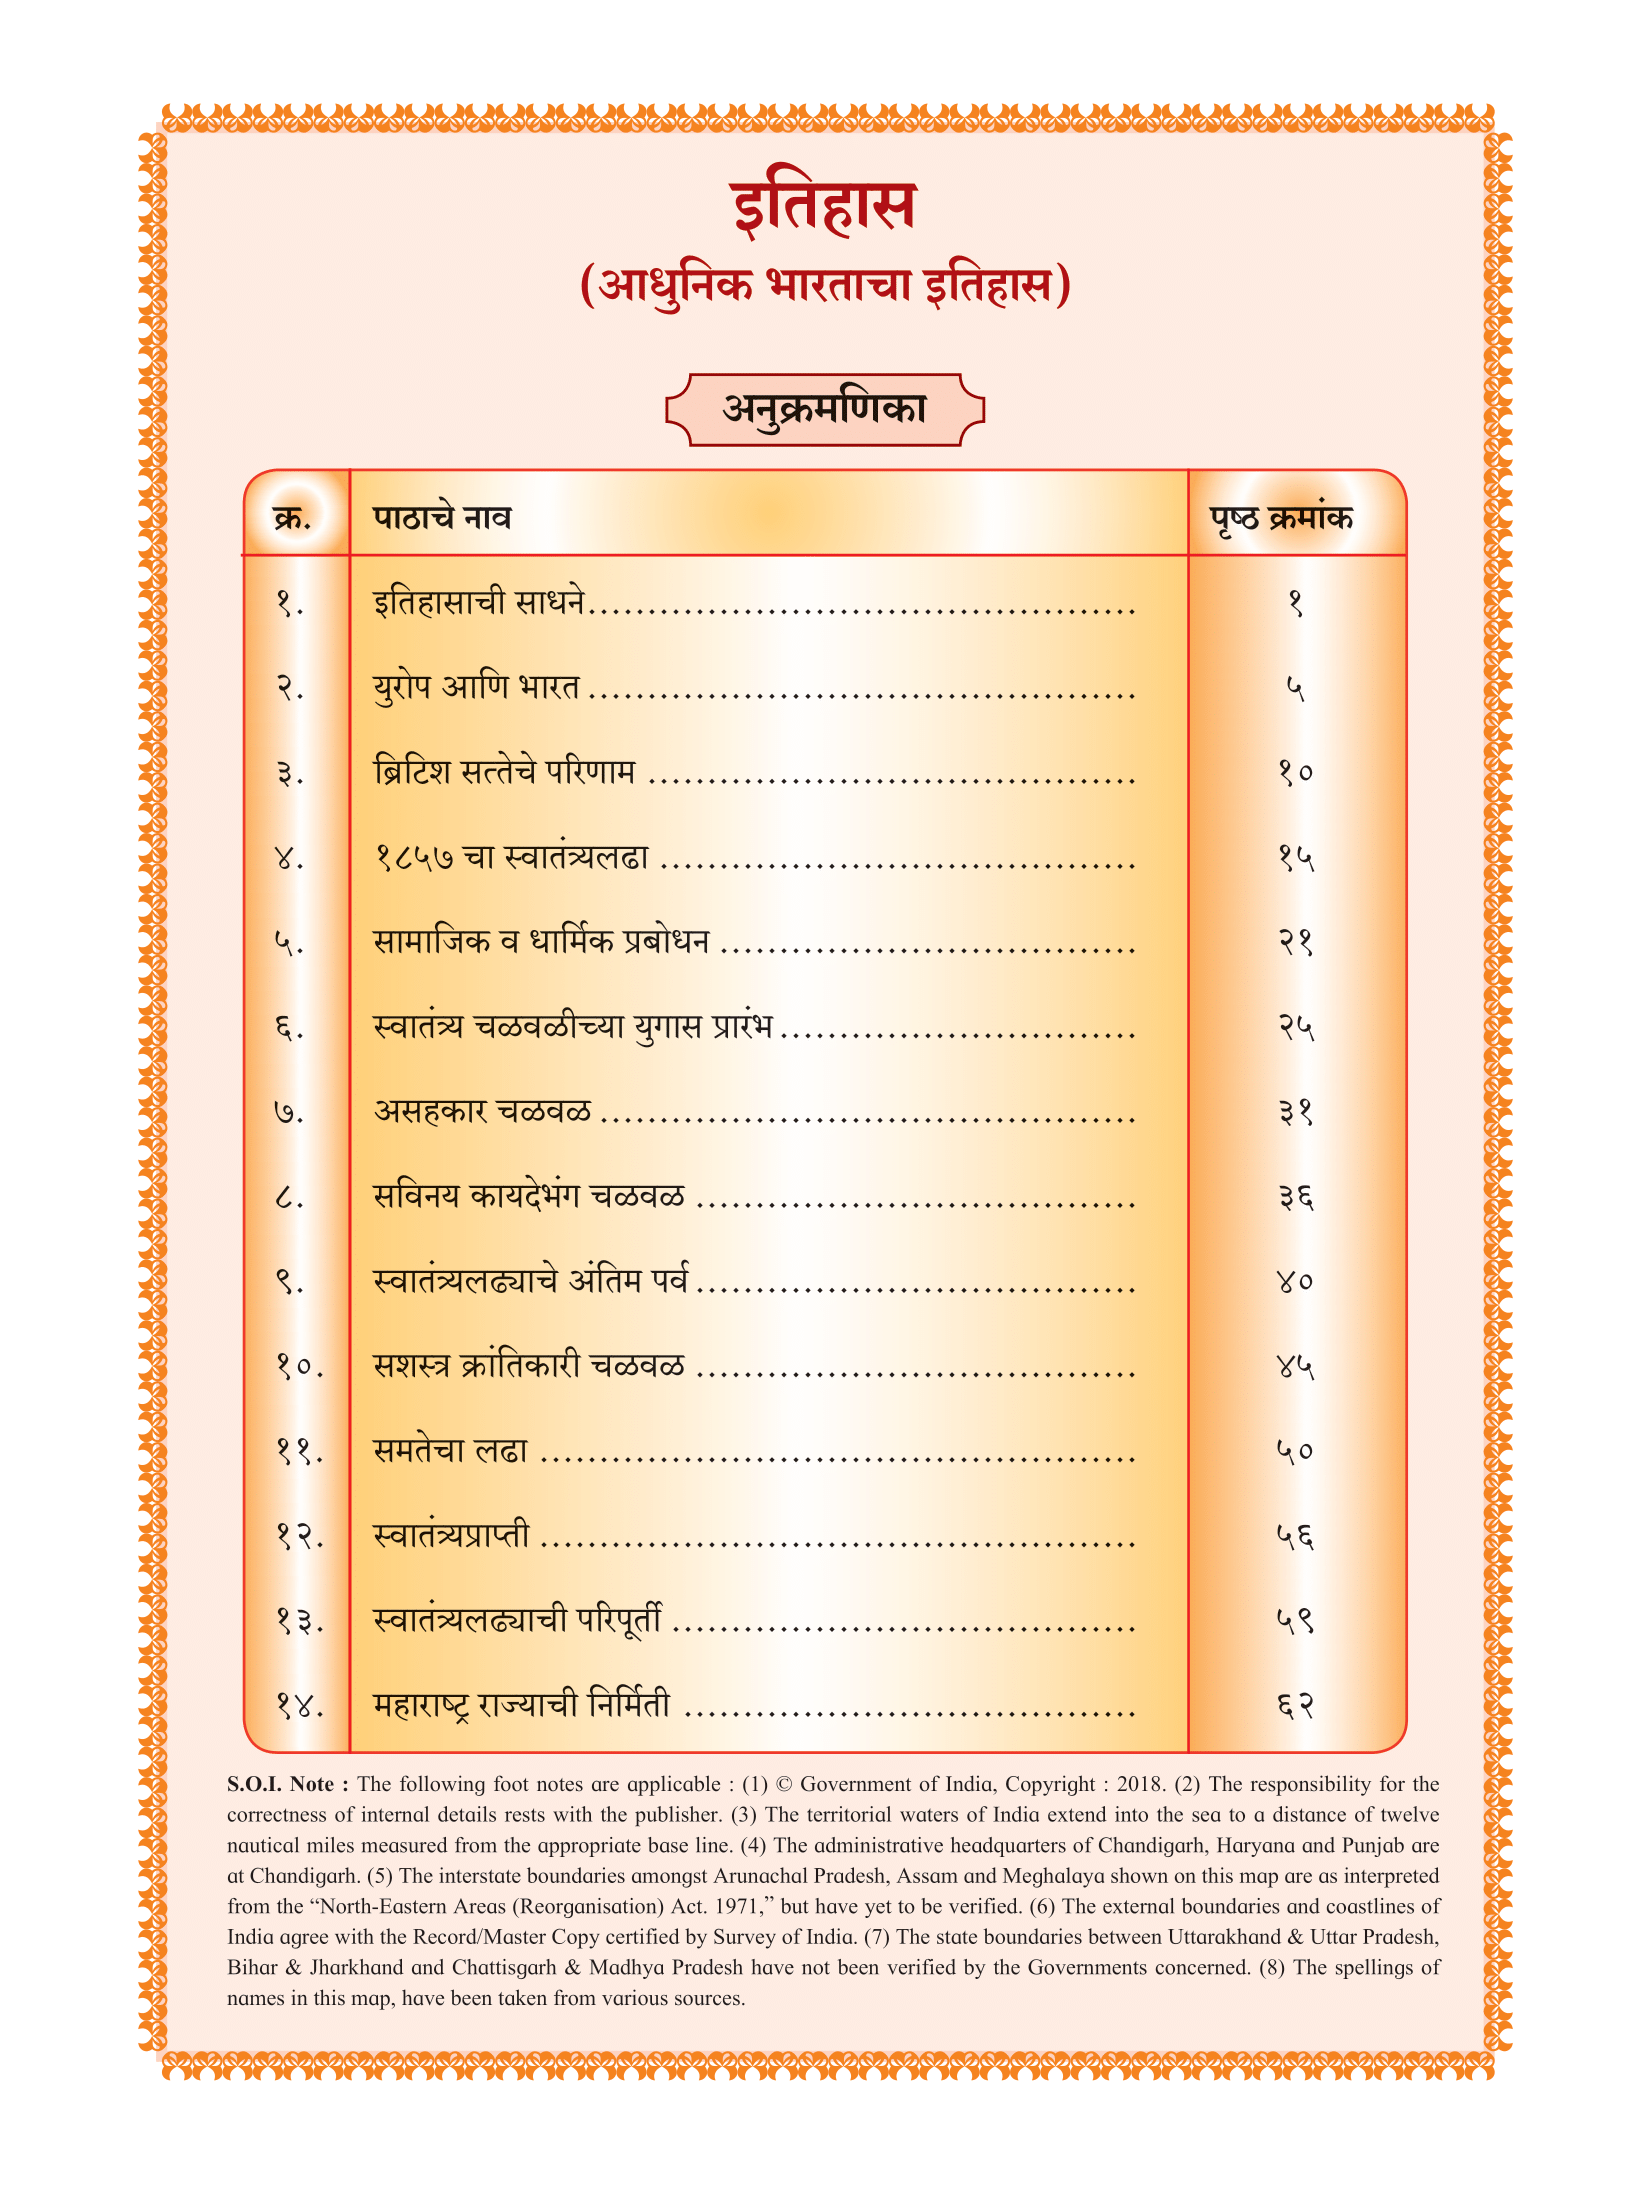 इतिहास
(आधुनिक भारताचा इतिहास)
अनुक्रमणिका
क्र. पाठाचे नाव पृष्ठ क्रमांक
१. इतिहासाची साधने.............................................. १
२. युरोप आणि भारत .............................................. ५
३. ब्रिटिश सत्तेचे परिणाम ......................................... १०
४. १८५७ चा स्वातंत्र्यलढा ........................................ १५
५. सामाजिक व धार्मिक प्रबोधन ................................... २१
६. स्वातंत्र्य चळवळीच्या युगास प्रारंभ.............................. २५
७. असहकार चळवळ ............................................. ३१
८. सविनय कायदेभंग चळवळ ..................................... ३६
९. स्वातंत्र्यलढ्याचे अंतिम पर्व ..................................... ४०
१०. सशस्त्र क्रांतिकारी चळवळ ..................................... ४५
११. समतेचा लढा .................................................. ५०
१२. स्वातंत्र्यप्राप्ती .................................................. ५६
१३. स्वातंत्र्यलढ्याची परिपूर्ती ....................................... ५९
१४. महाराष्ट्र राज्याची निर्मिती ...................................... ६२
S.O.I. Note : The following foot notes are applicable : (1) © Government of India, Copyright : 2018. (2) The responsibility for the
correctness of internal details rests with the publisher. (3) The territorial waters of India extend into the sea to a distance of twelve
nautical miles measured from the appropriate base line. (4) The administrative headquarters of Chandigarh, Haryana and Punjab are
at Chandigarh. (5) The interstate boundaries amongst Arunachal Pradesh, Assam and Meghalaya shown on this map are as interpreted
from the “North-Eastern Areas (Reorganisation) Act. 1971,” but have yet to be verified. (6) The external boundaries and coastlines of
India agree with the Record/Master Copy certified by Survey of India. (7) The state boundaries between Uttarakhand & Uttar Pradesh,
Bihar & Jharkhand and Chattisgarh & Madhya Pradesh have not been verified by the Governments concerned. (8) The spellings of
names in this map, have been taken from various sources.